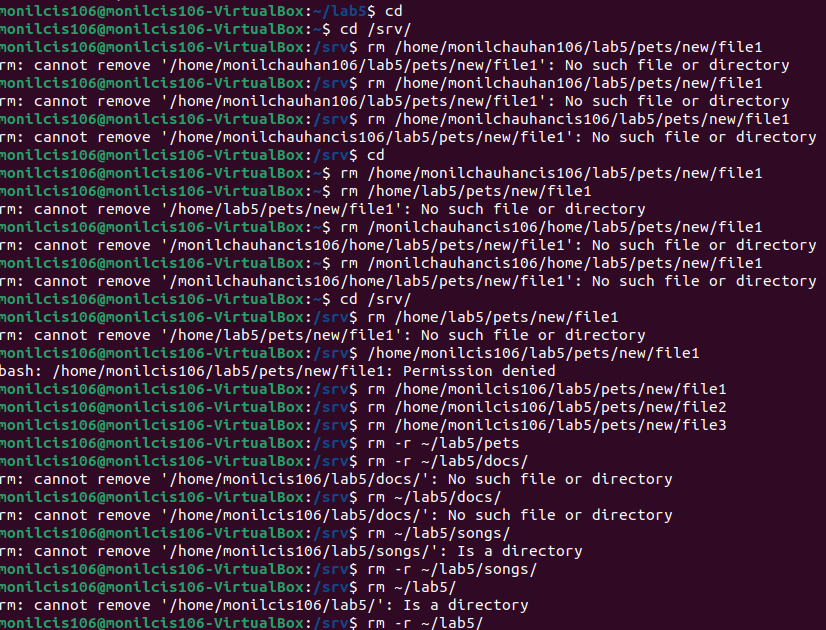 monilcis106@monilcis106-VirtualBox:~/lab5$ cd
monilcis106@monilcis106-VirtualBox:~$ cd /srv/
monilcis106@monilcis106-VirtualBox:/srv$ rm /home/monilchauhan106/lab5/pets/new/file1
rm: cannot remove '/home/monilchauhan106/lab5/pets/new/file1': No such file or directory
monilcis106@monilcis106-VirtualBox:/srv$ rm /home/monilchauhan106/lab5/pets/new/file1
rm: cannot remove '/home/monilchauhan106/lab5/pets/new/file1': No such file or directory
monilcis106@monilcis106-VirtualBox:/srv$ rm /home/monilchauhancis106/lab5/pets/new/file1
rm: cannot remove '/home/monilchauhancis106/lab5/pets/new/file1': No such file or directory
monilcis106@monilcis106-VirtualBox:/srv$ cd
monilcis106@monilcis106-VirtualBox:~$ rm /home/monilchauhancis106/lab5/pets/new/file1
monilcis106@monilcis106-VirtualBox:~$ rm /home/lab5/pets/new/file1
rm: cannot remove '/home/lab5/pets/new/file1': No such file or directory
monilcis106@monilcis106-VirtualBox:~$ rm /monilchauhancis106/home/lab5/pets/new/file1
rm: cannot remove '/monilchauhancis106/home/lab5/pets/new/file1': No such file or directory
monilcis106@monilcis106-VirtualBox:~$ rm /monilchauhancis106/home/lab5/pets/new/file1
rm: cannot remove '/monilchauhancis106/home/lab5/pets/new/file1': No such file or directory
monilcis106@monilcis106-VirtualBox:~$ cd /srv/
monilcis106@monilcis106-VirtualBox:/srv$ rm /home/lab5/pets/new/file1
rm: cannot remove '/home/lab5/pets/new/file1': No such file or directory
monilcis106@monilcis106-VirtualBox:/srv$ /home/monilcis106/lab5/pets/new/file1
bash: /home/monilcis106/lab5/pets/new/file1: Permission denied
monilcis106@monilcis106-VirtualBox:/srv$ rm /home/monilcis106/lab5/pets/new/file1
monilcis106@monilcis106-VirtualBox:/srv$ rm /home/monilcis106/lab5/pets/new/file2
monilcis106@monilcis106-VirtualBox:/srv$ rm /home/monilcis106/lab5/pets/new/file3
monilcis106@monilcis106-VirtualBox:/srv$ rm -r ~/lab5/pets
monilcis106@monilcis106-VirtualBox:/srv$ rm -r ~/lab5/docs/
rm: cannot remove '/home/monilcis106/lab5/docs/': No such file or directory
monilcis106@monilcis106-VirtualBox:/srv$ rm ~/lab5/docs/
rm: cannot remove '/home/monilcis106/lab5/docs/': No such file or directory
monilcis106@monilcis106-VirtualBox:/srv$ rm ~/lab5/songs/
rm: cannot remove '/home/monilcis106/lab5/songs/': Is a directory
monilcis106@monilcis106-VirtualBox:/srv$ rm -r ~/lab5/songs/
monilcis106@monilcis106-VirtualBox:/srv$ rm ~/lab5/
rm: cannot remove '/home/monilcis106/lab5/': Is a directory
monilcis106@monilcis106-VirtualBox:/srv$ rm -r ~/lab5/